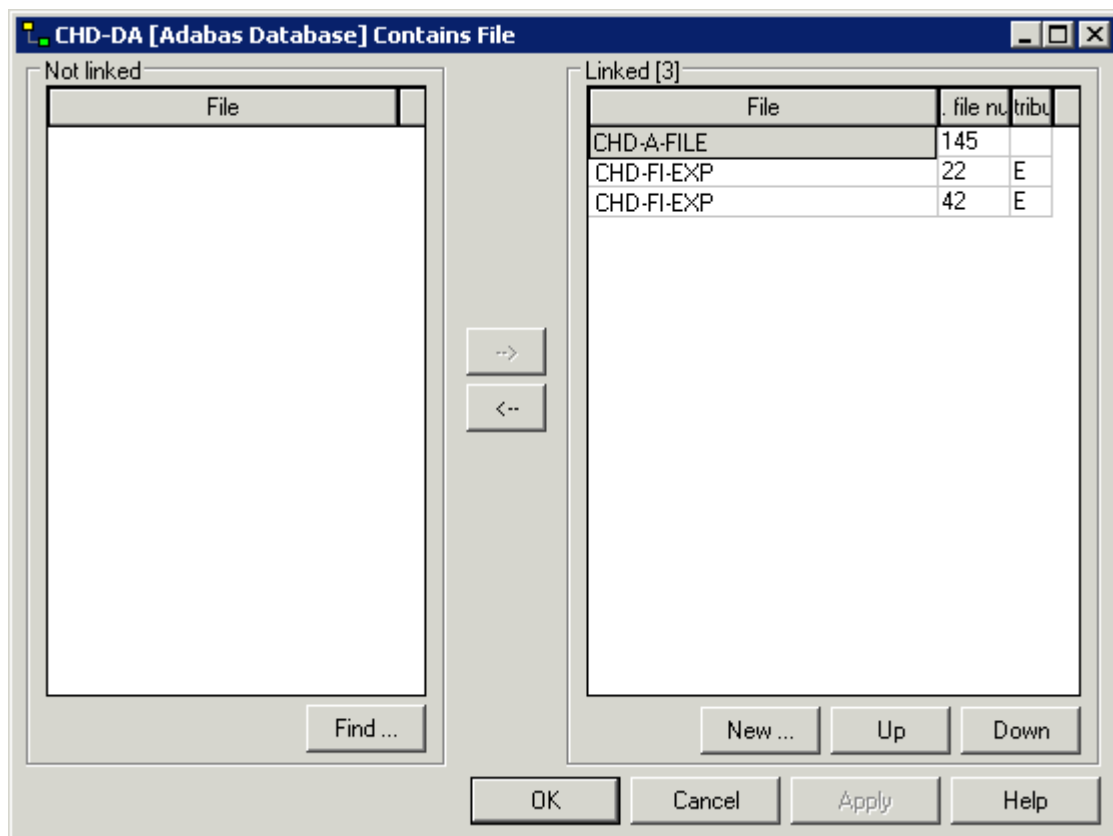 CHD-DA [Adabas Database] Contains File
Not linked
File
Find ...
-->
<--
Linked [3]
File . file nu tribu
CHD-A-FILE 145
CHD-FI-EXP 22 E
CHD-FI-EXP 42 E
New ... Up Down
OK Cancel Apply Help